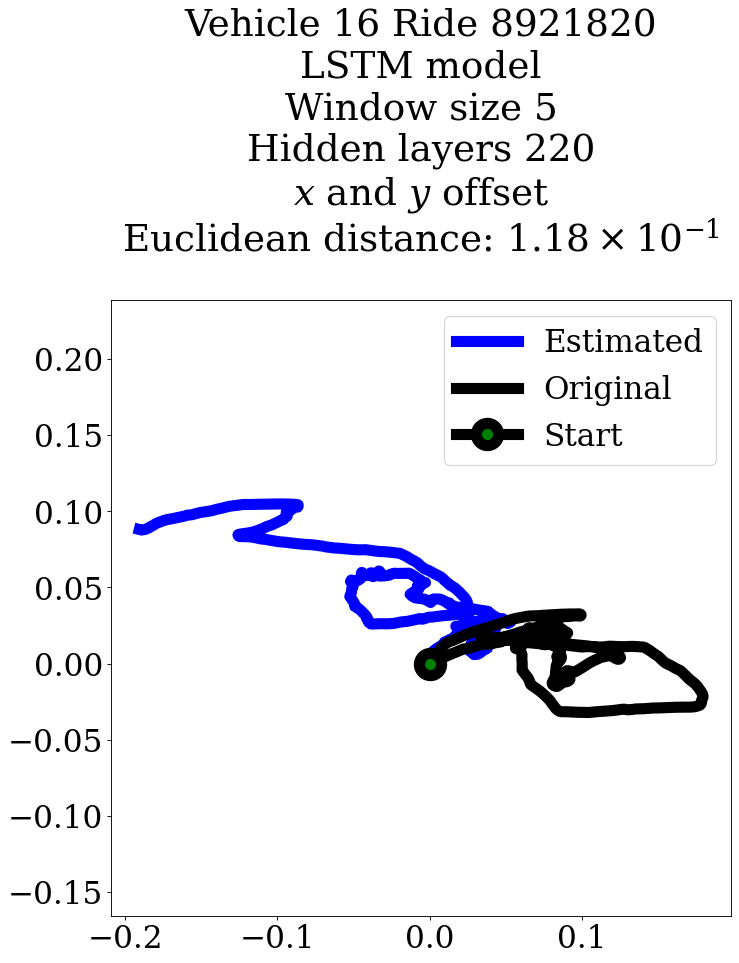 Vehicle 16 Ride 8921820
LSTM model
Window size 5
Hidden layers 220
x and y offset
Euclidean distance: 1.18 × 10⁻¹
Estimated
Original
Start
0.20
0.15
0.10
0.05
0.00
−0.05
−0.10
−0.15
−0.2 −0.1 0.0 0.1